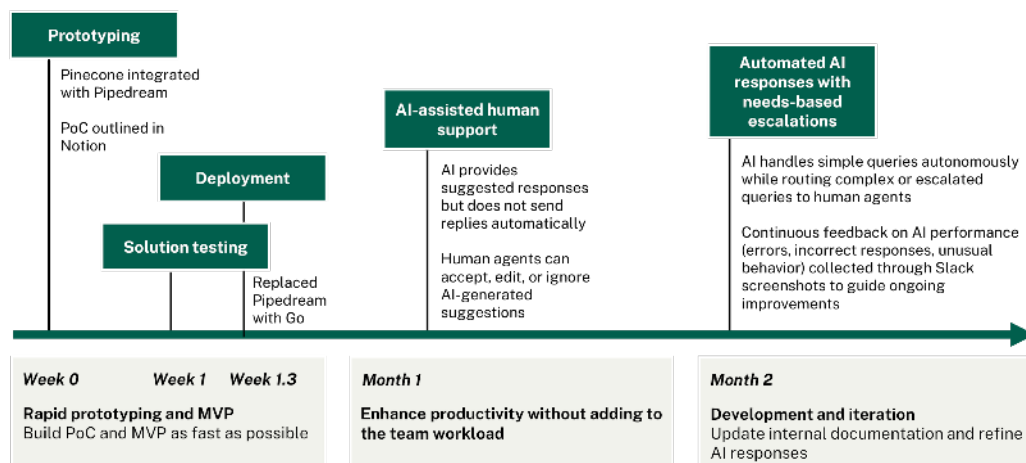 Prototyping
Pinecone integrated
with Pipedream
PoC outlined in
Notion
Deployment
Solution testing
Replaced
Pipedream
with Go
AI-assisted human
support
AI provides
suggested responses
but does not send
replies automatically
Human agents can
accept, edit, or ignore
AI-generated
suggestions
Automated AI
responses with
needs-based
escalations
AI handles simple queries autonomously
while routing complex or escalated
queries to human agents
Continuous feedback on AI performance
(errors, incorrect responses, unusual
behavior) collected through Slack
screenshots to guide ongoing
improvements
Week 0
Week 1
Week 1.3
Rapid prototyping and MVP
Build PoC and MVP as fast as possible
Month 1
Enhance productivity without adding to
the team workload
Month 2
Development and iteration
Update internal documentation and refine
AI responses